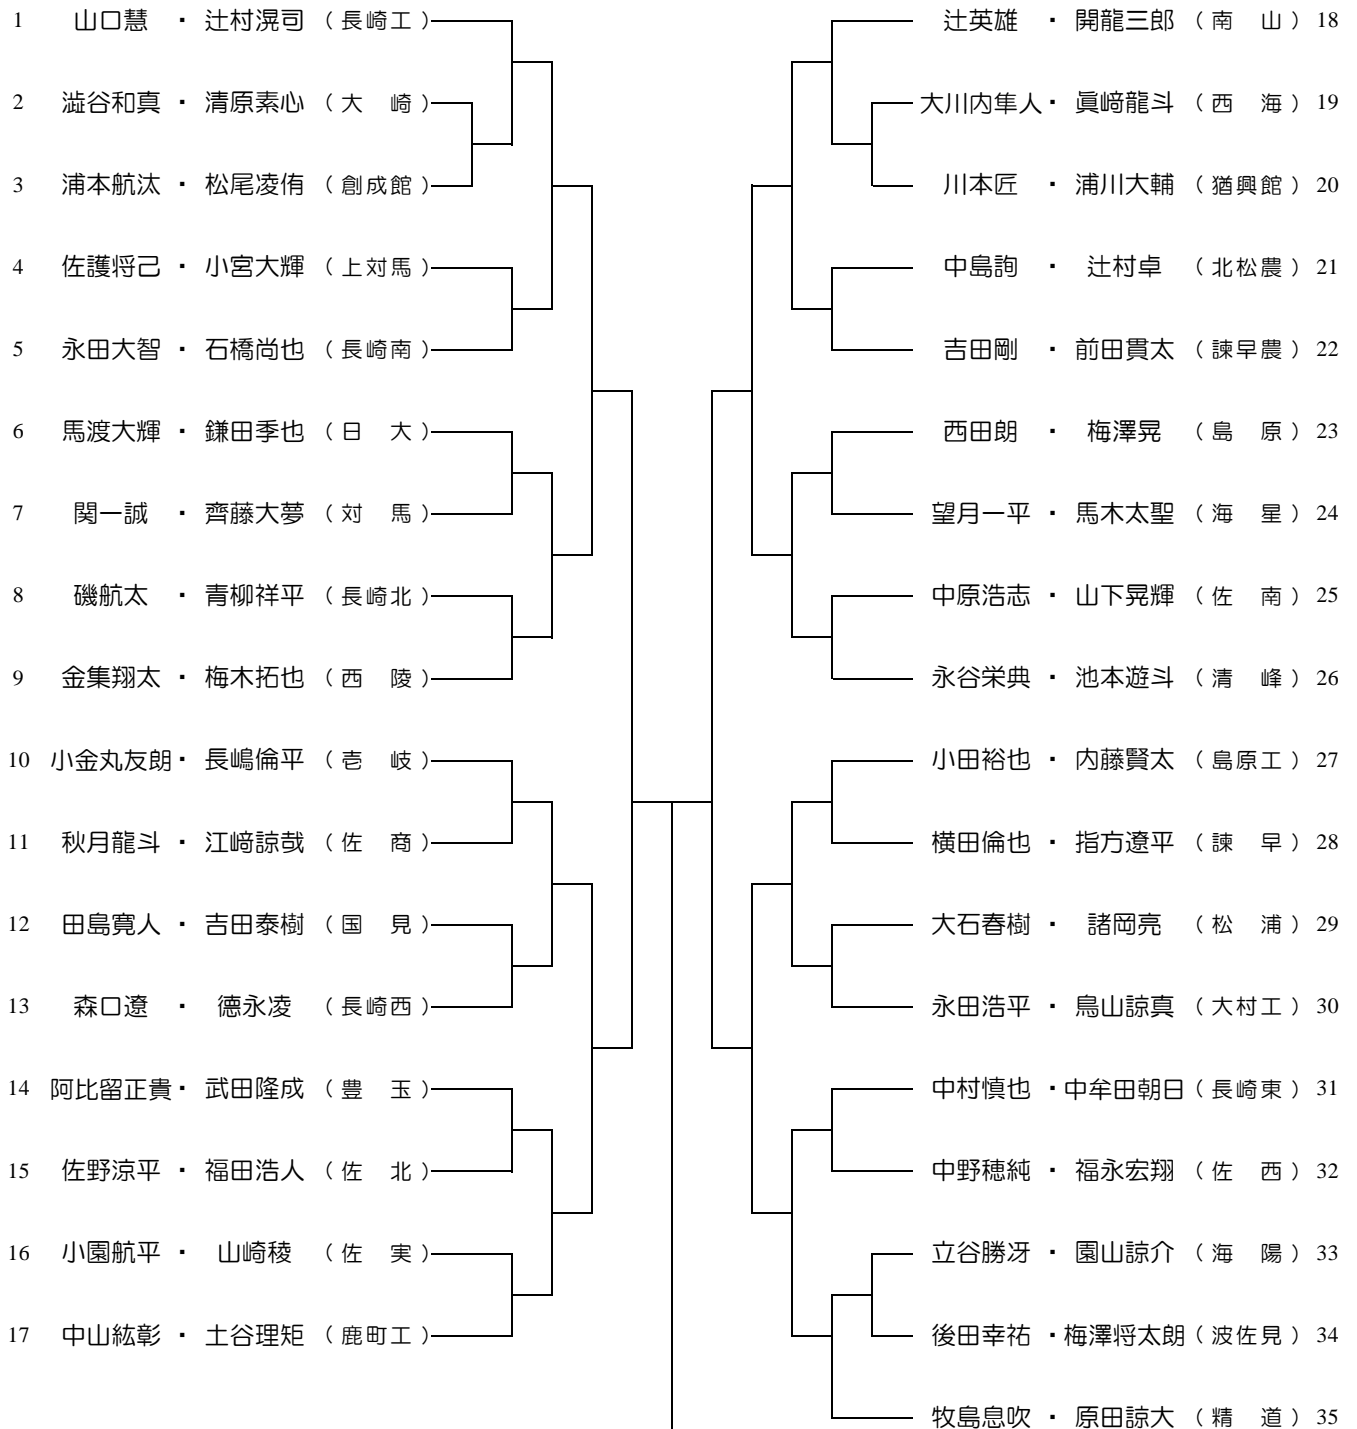 1 山口慧 ・ 辻村滉司 （長崎工）
2 澁谷和真 ・ 清原素心 （大　崎）
3 浦本航汰 ・ 松尾凌侑 （創成館）
4 佐護将己 ・ 小宮大輝 （上対馬）
5 永田大智 ・ 石橋尚也 （長崎南）
6 馬渡大輝 ・ 鎌田季也 （日　大）
7 関一誠 ・ 齊藤大夢 （対　馬）
8 磯航太 ・ 青柳祥平 （長崎北）
9 金集翔太 ・ 梅木拓也 （西　陵）
10 小金丸友朗・ 長嶋倫平 （壱　岐）
11 秋月龍斗 ・ 江﨑諒哉 （佐　商）
12 田島寛人 ・ 吉田泰樹 （国　見）
13 森口遼 ・ 德永凌 （長崎西）
14 阿比留正貴・ 武田隆成 （豊　玉）
15 佐野涼平 ・ 福田浩人 （佐　北）
16 小園航平 ・ 山崎稜 （佐　実）
17 中山紘彰 ・ 土谷理矩 （鹿町工）
辻英雄 ・ 開龍三郎 （南　山） 18
大川内隼人・ 眞﨑龍斗 （西　海） 19
川本匠 ・ 浦川大輔 （猶興館） 20
中島詢 ・ 辻村卓 （北松農） 21
吉田剛 ・ 前田貫太 （諫早農） 22
西田朗 ・ 梅澤晃 （島　原） 23
望月一平 ・ 馬木太聖 （海　星） 24
中原浩志 ・ 山下晃輝 （佐　南） 25
永谷栄典 ・ 池本遊斗 （清　峰） 26
小田裕也 ・ 内藤賢太 （島原工） 27
横田倫也 ・ 指方遼平 （諫　早） 28
大石春樹 ・ 諸岡亮 （松　浦） 29
永田浩平 ・ 鳥山諒真 （大村工） 30
中村慎也 ・中牟田朝日（長崎東） 31
中野穂純 ・ 福永宏翔 （佐　西） 32
立谷勝冴 ・ 園山諒介 （海　陽） 33
後田幸祐 ・梅澤将太朗（波佐見） 34
牧島息吹 ・ 原田諒大 （精　道） 35